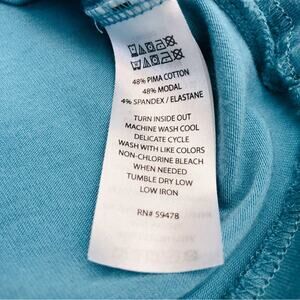 48% PIMA COTTON
48% MODAL
4% SPANDEX / ELASTANE
TURN INSIDE OUT
MACHINE WASH COOL
DELICATE CYCLE
WASH WITH LIKE COLORS
NON-CHLORINE BLEACH
WHEN NEEDED
TUMBLE DRY LOW
LOW IRON
RN# 59478